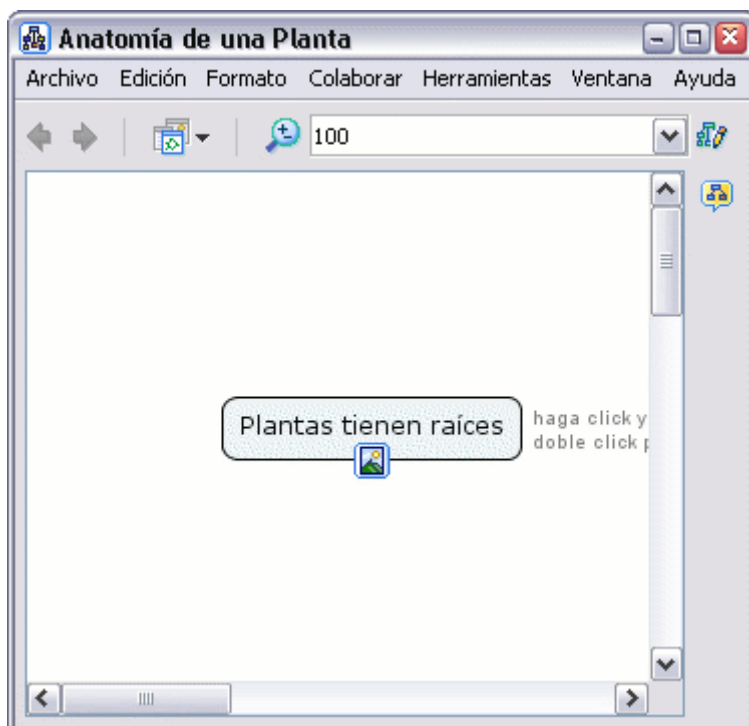 Anatomía de una Planta
Archivo Edición Formato Colaborar Herramientas Ventana Ayuda
100
Plantas tienen raíces
haga click y
doble click p